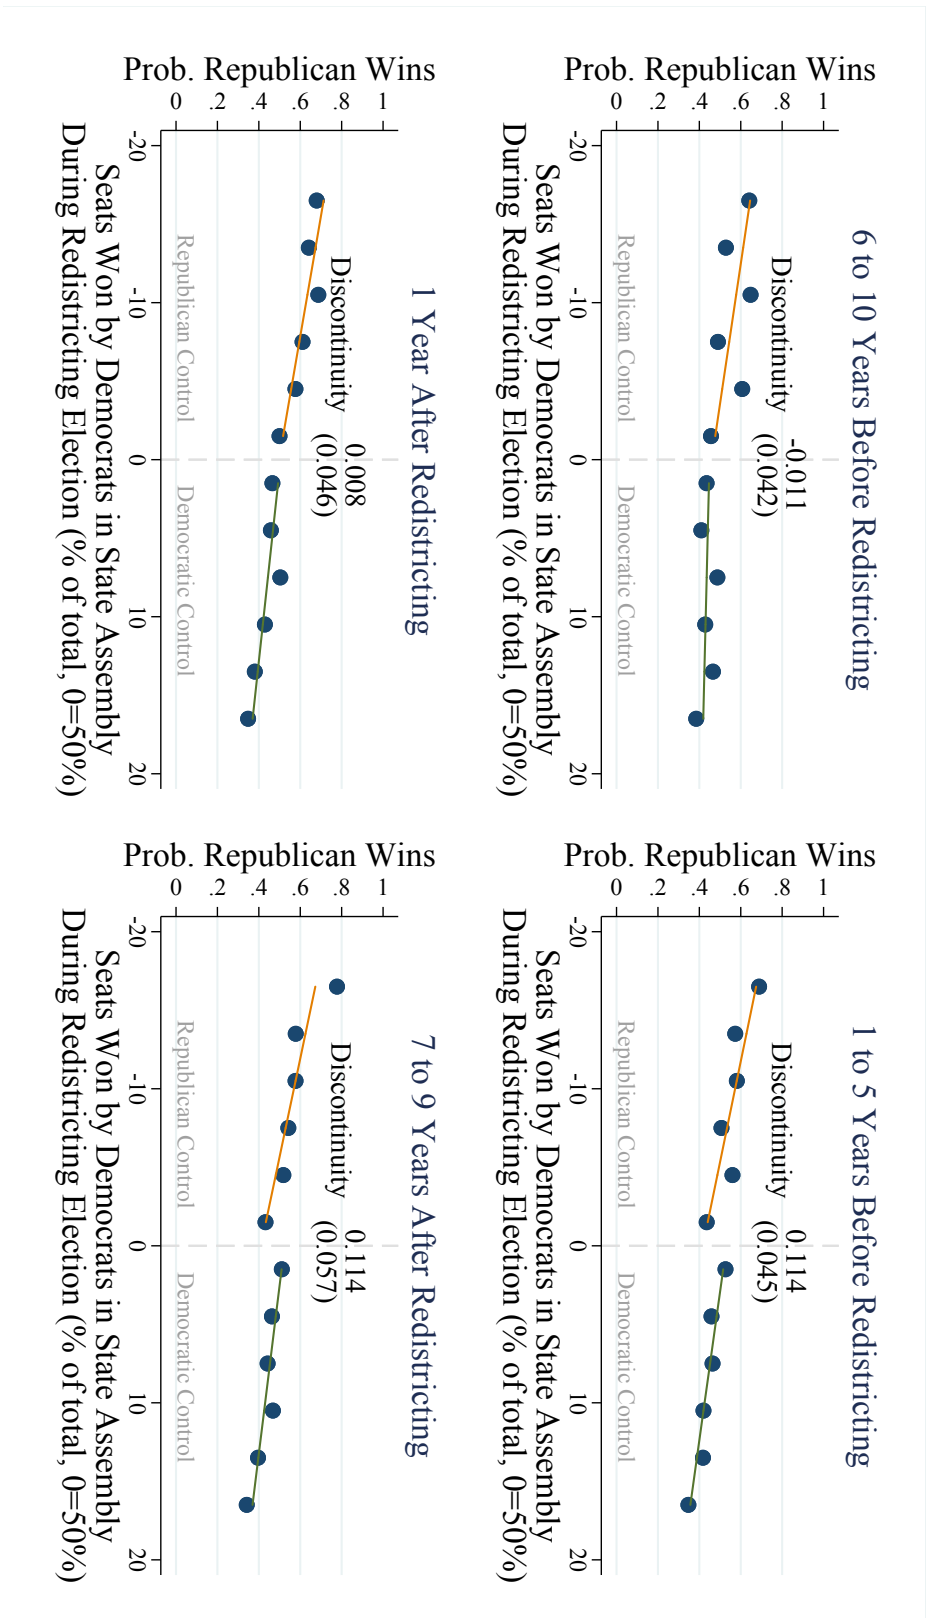 6 to 10 Years Before Redistricting
Prob. Republican Wins
0 .2 .4 .6 .8 1
Discontinuity -0.011
(0.042)
Republican Control Democratic Control
-20 -10 0 10 20
Seats Won by Democrats in State Assembly
During Redistricting Election (% of total, 0=50%)
1 to 5 Years Before Redistricting
Prob. Republican Wins
0 .2 .4 .6 .8 1
Discontinuity 0.114
(0.045)
Republican Control Democratic Control
-20 -10 0 10 20
Seats Won by Democrats in State Assembly
During Redistricting Election (% of total, 0=50%)
1 Year After Redistricting
Prob. Republican Wins
0 .2 .4 .6 .8 1
Discontinuity 0.008
(0.046)
Republican Control Democratic Control
-20 -10 0 10 20
Seats Won by Democrats in State Assembly
During Redistricting Election (% of total, 0=50%)
7 to 9 Years After Redistricting
Prob. Republican Wins
0 .2 .4 .6 .8 1
Discontinuity 0.114
(0.057)
Republican Control Democratic Control
-20 -10 0 10 20
Seats Won by Democrats in State Assembly
During Redistricting Election (% of total, 0=50%)